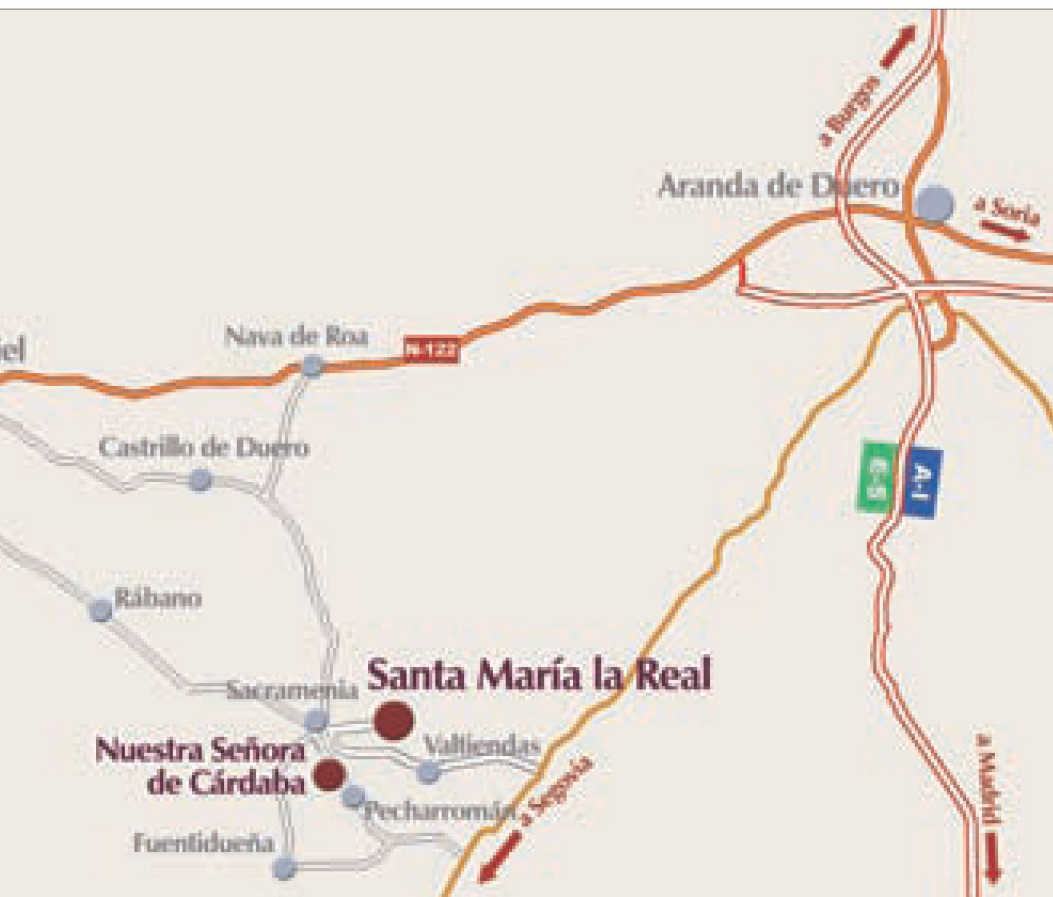 a Burgos
Aranda de Duero
a Soria
Nava de Roa
N-122
iel
Castrillo de Duero
E-5
A-1
Rábano
Santa María la Real
Sacramenia
Nuestra Señora
de Cárdaba
Valtiendas
a Segovia
a Madrid
Pecharromán
Fuentidueña